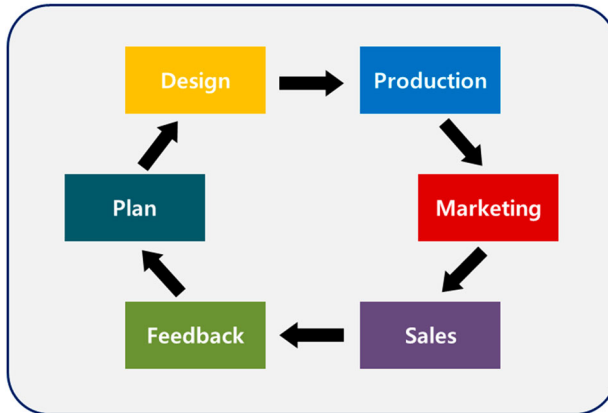 Design
Production
Plan
Marketing
Feedback
Sales